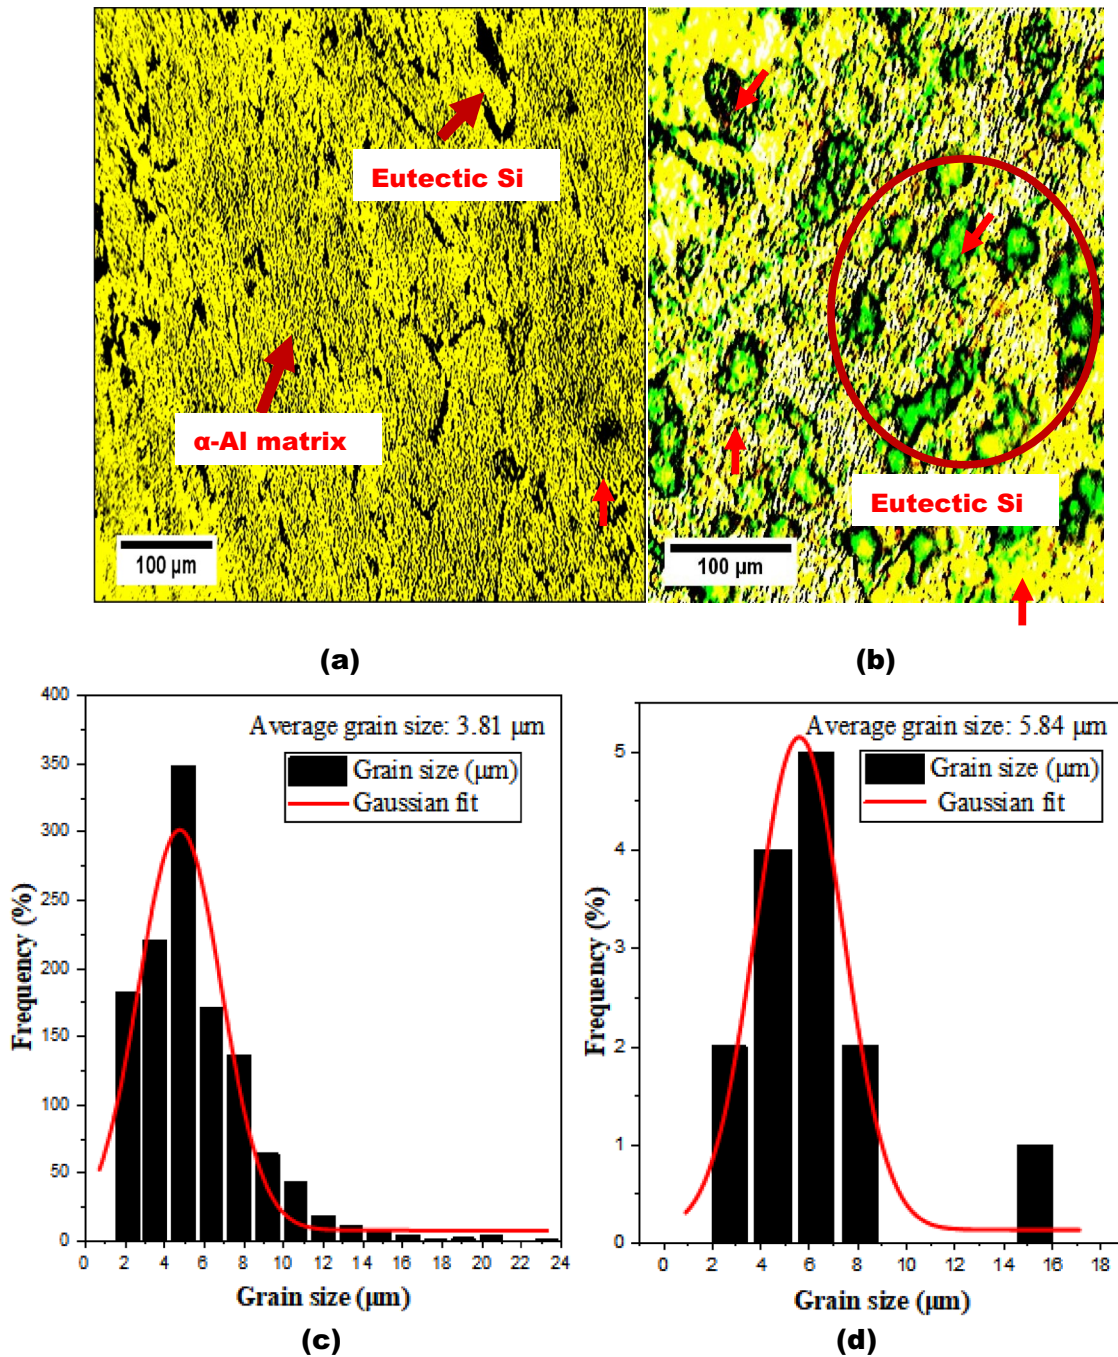 Eutectic Si
α-Al matrix
100 µm
Eutectic Si
100 µm
(a)
(b)
Average grain size: 3.81 µm
Grain size (µm)
Gaussian fit
400
350
300
250
200
150
100
50
0
Frequency (%)
0 2 4 6 8 10 12 14 16 18 20 22 24
Grain size (µm)
(c)
Average grain size: 5.84 µm
Grain size (µm)
Gaussian fit
5
4
3
2
1
0
Frequency (%)
0 2 4 6 8 10 12 14 16 18
Grain size (µm)
(d)